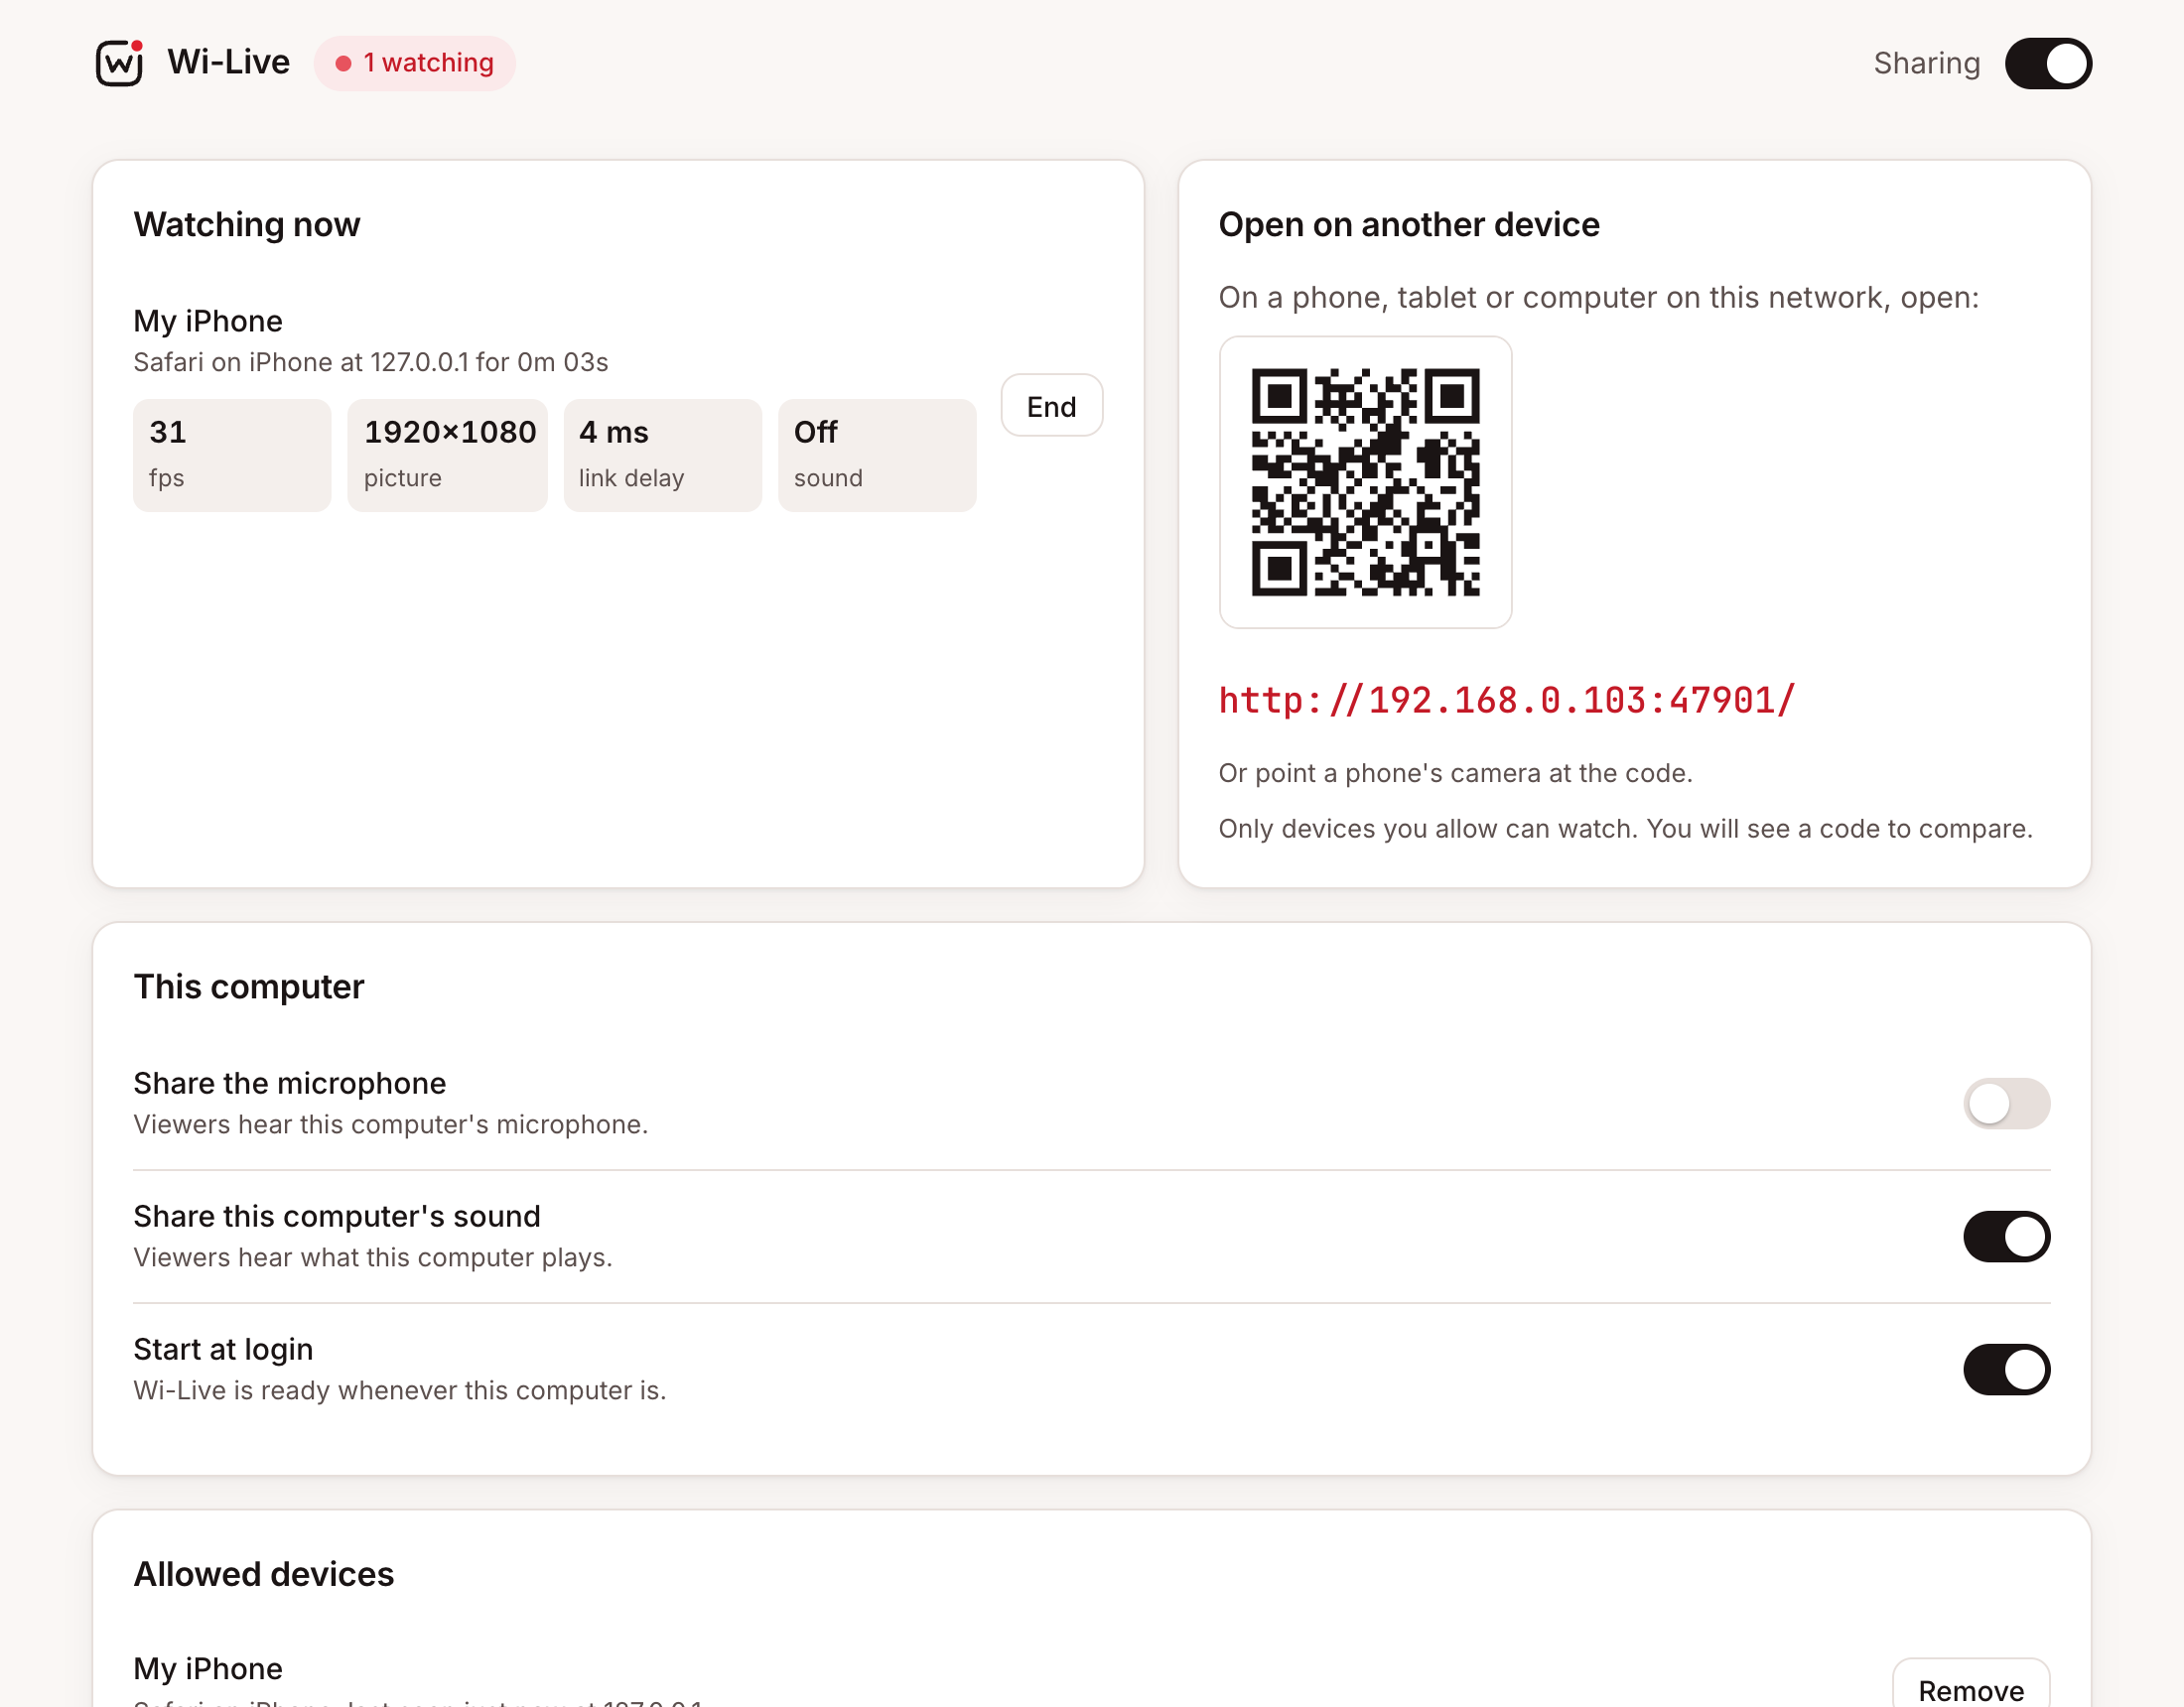 Wi-Live
1 watching
Sharing
Watching now
My iPhone
Safari on iPhone at 127.0.0.1 for 0m 03s
31
fps
1920×1080
picture
4 ms
link delay
Off
sound
End
Open on another device
On a phone, tablet or computer on this network, open:
http://192.168.0.103:47901/
Or point a phone's camera at the code.
Only devices you allow can watch. You will see a code to compare.
This computer
Share the microphone
Viewers hear this computer's microphone.
Share this computer's sound
Viewers hear what this computer plays.
Start at login
Wi-Live is ready whenever this computer is.
Allowed devices
My iPhone
Remove